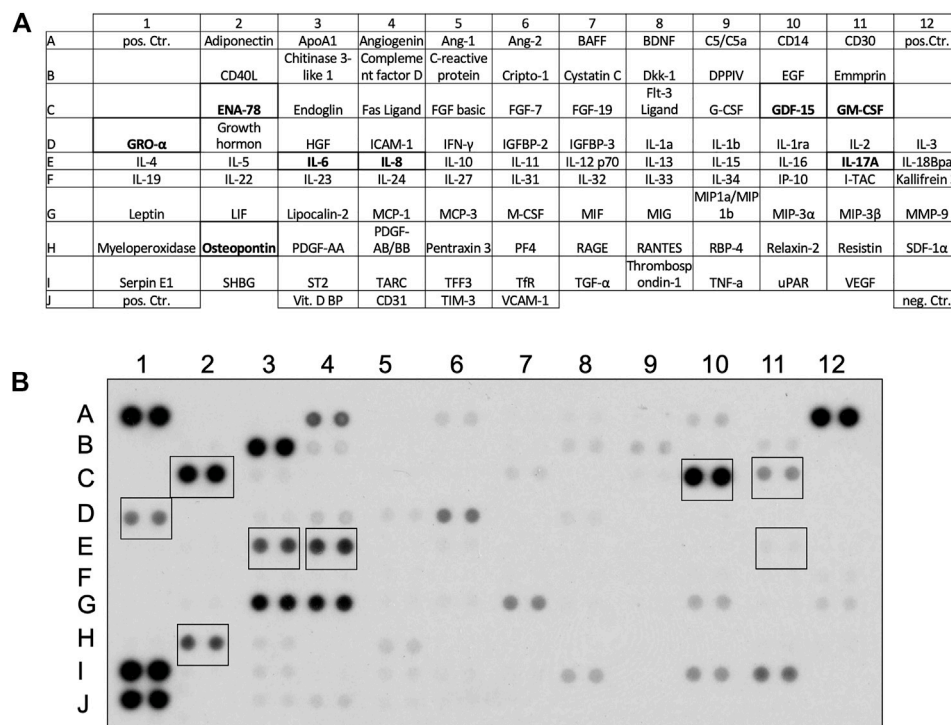 A
1 2 3 4 5 6 7 8 9 10 11 12
A pos. Ctr. Adiponectin ApoA1 Angiogenin Ang-1 Ang-2 BAFF BDNF C5/C5a CD14 CD30 pos.Ctr.
B CD40L Chitinase 3-like 1 Complement factor D C-reactive protein Cripto-1 Cystatin C Dkk-1 DPPIV EGF Emmprin
C ENA-78 Endoglin Fas Ligand FGF basic FGF-7 FGF-19 Flt-3 Ligand G-CSF GDF-15 GM-CSF
D GRO-α Growth hormon HGF ICAM-1 IFN-γ IGFBP-2 IGFBP-3 IL-1a IL-1b IL-1ra IL-2 IL-3
E IL-4 IL-5 IL-6 IL-8 IL-10 IL-11 IL-12 p70 IL-13 IL-15 IL-16 IL-17A IL-18Bpa
F IL-19 IL-22 IL-23 IL-24 IL-27 IL-31 IL-32 IL-33 IL-34 IP-10 I-TAC Kallifrein
G Leptin LIF Lipocalin-2 MCP-1 MCP-3 M-CSF MIF MIG MIP1a/MIP1b MIP-3α MIP-3β MMP-9
H Myeloperoxidase Osteopontin PDGF-AA PDGF-AB/BB Pentraxin 3 PF4 RAGE RANTES RBP-4 Relaxin-2 Resistin SDF-1α
I Serpin E1 SHBG ST2 TARC TFF3 TfR TGF-α Thrombospondin-1 TNF-a uPAR VEGF
J pos. Ctr. Vit. D BP CD31 TIM-3 VCAM-1 neg. Ctr.
B
1 2 3 4 5 6 7 8 9 10 11 12
A
B
C
D
E
F
G
H
I
J